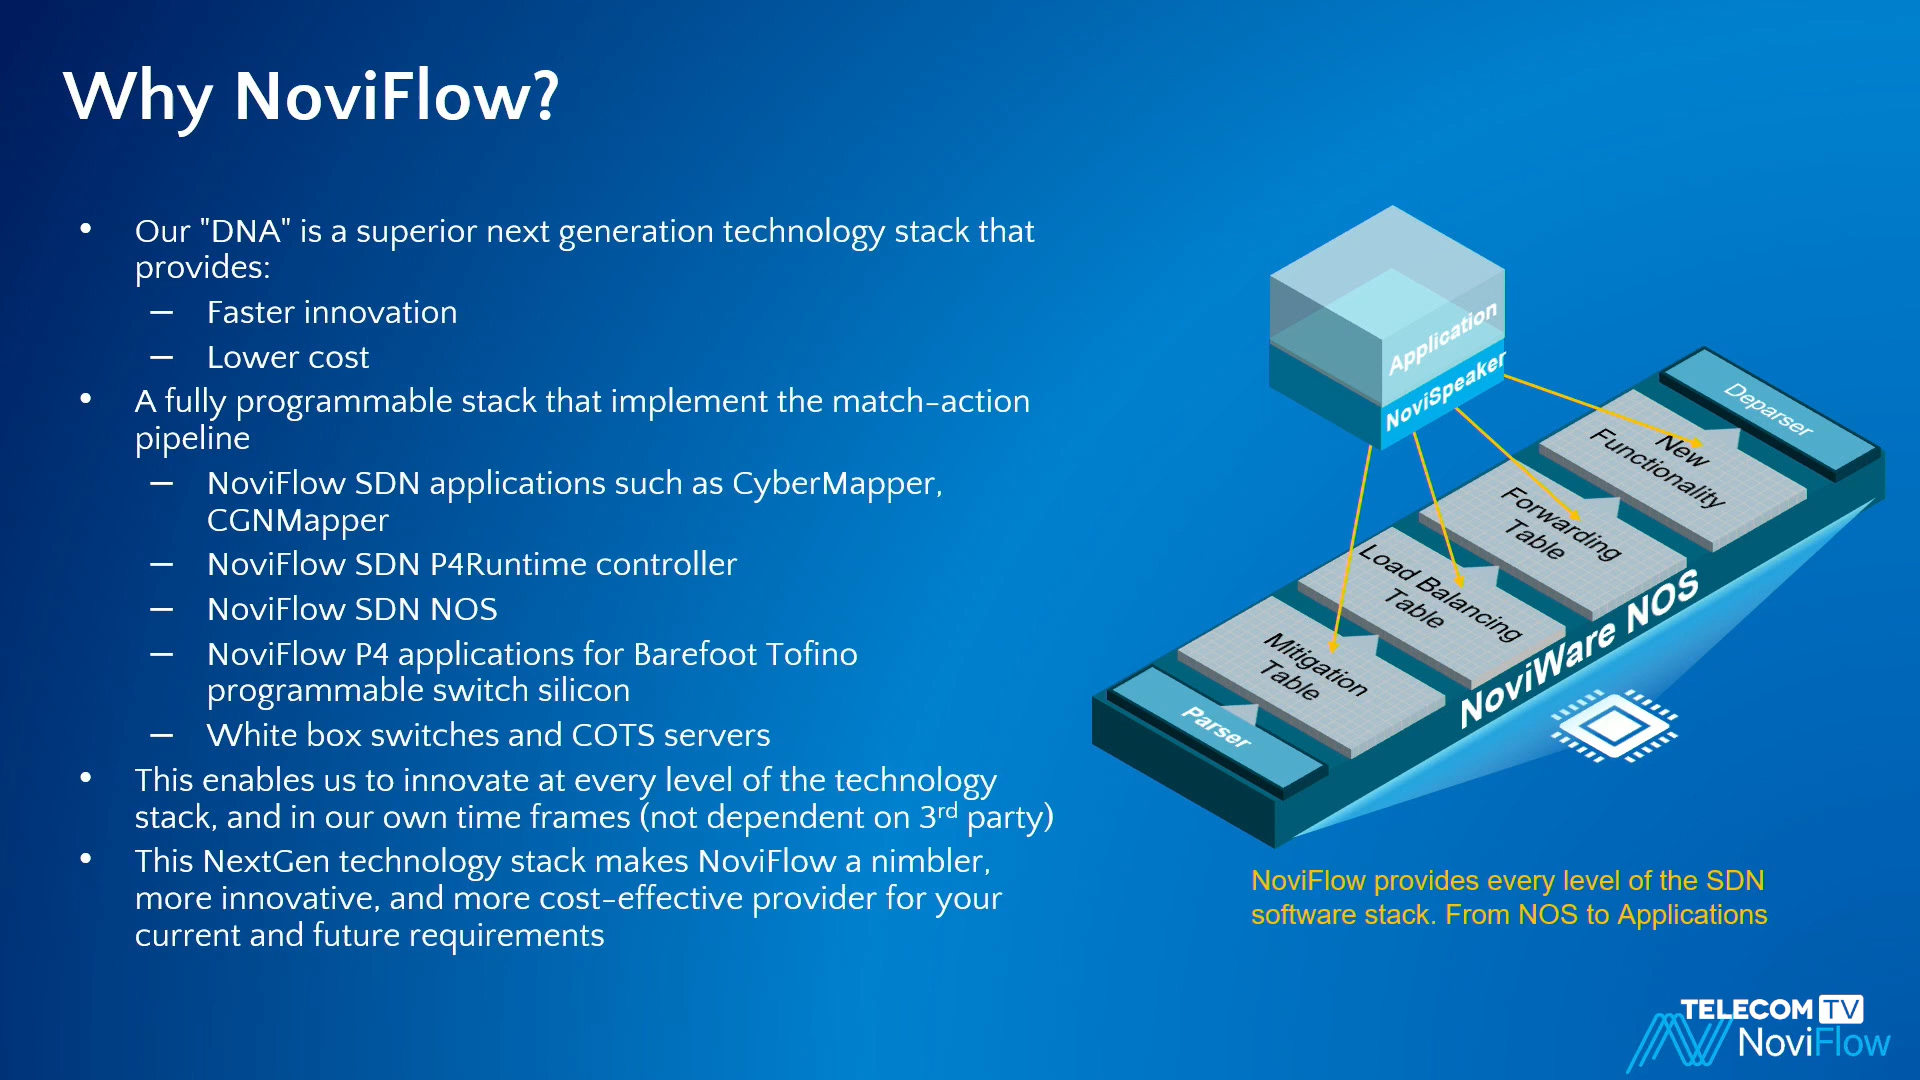 Why NoviFlow?
• Our "DNA" is a superior next generation technology stack that
provides:
– Faster innovation
– Lower cost
• A fully programmable stack that implement the match-action
pipeline
– NoviFlow SDN applications such as CyberMapper,
CGNMapper
– NoviFlow SDN P4Runtime controller
– NoviFlow SDN NOS
– NoviFlow P4 applications for Barefoot Tofino
programmable switch silicon
– White box switches and COTS servers
• This enables us to innovate at every level of the technology
stack, and in our own time frames (not dependent on 3rd party)
• This NextGen technology stack makes NoviFlow a nimbler,
more innovative, and more cost-effective provider for your
current and future requirements
Application
NoviSpeaker
Deparser
New
Functionality
Forwarding
Table
Load Balancing
Table
Mitigation
Table
Parser
NoviWare NOS
NoviFlow provides every level of the SDN
software stack. From NOS to Applications
TELECOM TV
NoviFlow